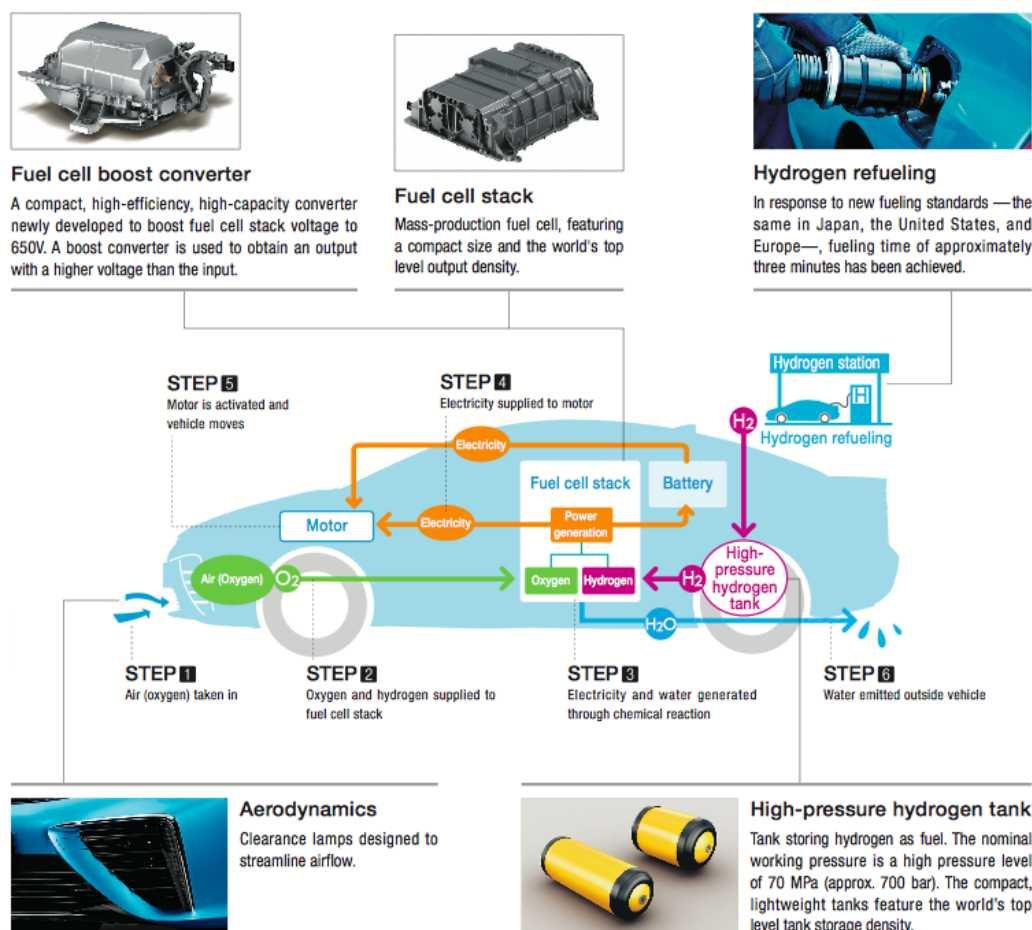 Fuel cell boost converter
A compact, high-efficiency, high-capacity converter
newly developed to boost fuel cell stack voltage to
650V. A boost converter is used to obtain an output
with a higher voltage than the input.
Fuel cell stack
Mass-production fuel cell, featuring
a compact size and the world's top
level output density.
Hydrogen refueling
In response to new fueling standards —the
same in Japan, the United States, and
Europe—, fueling time of approximately
three minutes has been achieved.
STEP 5
Motor is activated and
vehicle moves
STEP 4
Electricity supplied to motor
Hydrogen station
H
Hydrogen refueling
H2
Electricity
Fuel cell stack
Battery
Motor
Electricity
Power
generation
Air (Oxygen)
O2
Oxygen
Hydrogen
H2
High-
pressure
hydrogen
tank
H2O
STEP 1
Air (oxygen) taken in
STEP 2
Oxygen and hydrogen supplied to
fuel cell stack
STEP 3
Electricity and water generated
through chemical reaction
STEP 6
Water emitted outside vehicle
Aerodynamics
Clearance lamps designed to
streamline airflow.
High-pressure hydrogen tank
Tank storing hydrogen as fuel. The nominal
working pressure is a high pressure level
of 70 MPa (approx. 700 bar). The compact,
lightweight tanks feature the world's top
level tank storage density.